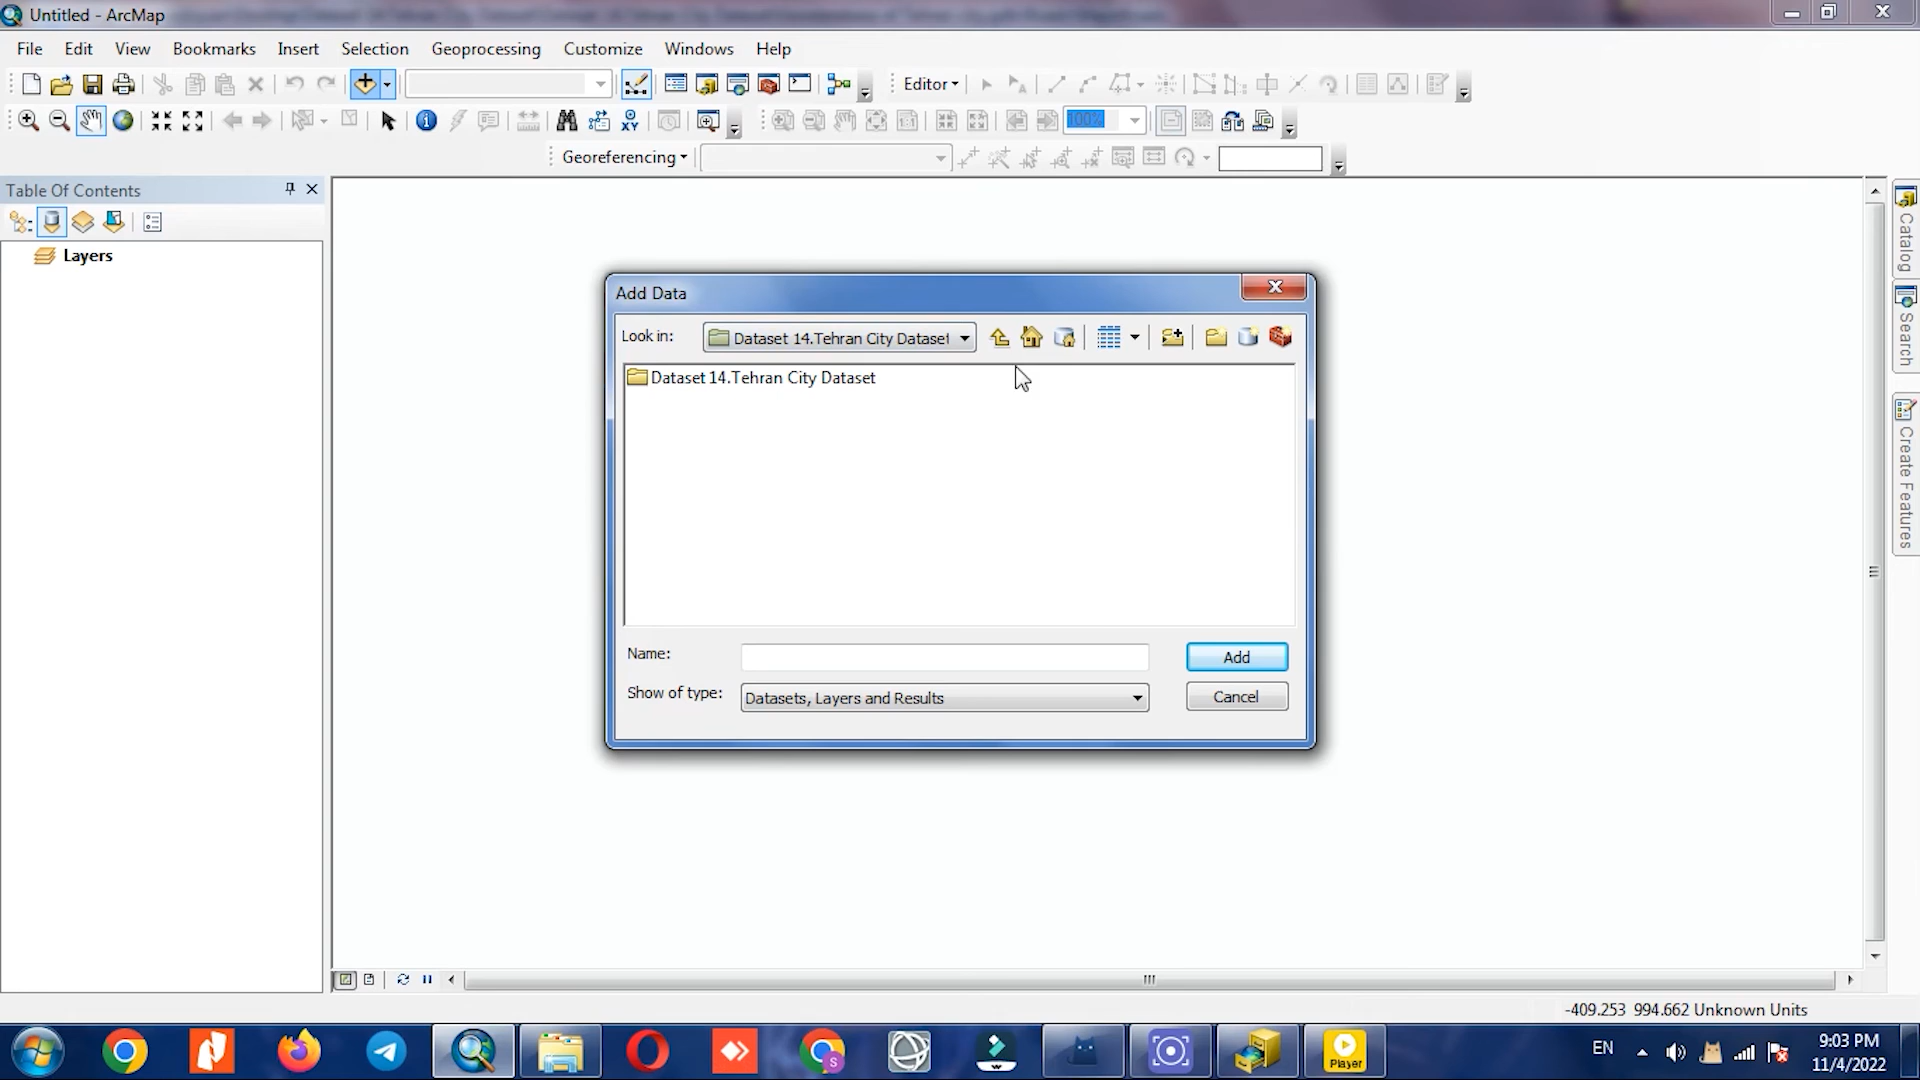 Untitled - ArcMap
File Edit View Bookmarks Insert Selection Geoprocessing Customize Windows Help
Editor
100%
Georeferencing
Table Of Contents
Layers
Add Data
Look in: Dataset 14.Tehran City Dataset
Dataset 14.Tehran City Dataset
Name:
Add
Show of type: Datasets, Layers and Results
Cancel
Catalog
Search
Create Features
-409.253 994.662 Unknown Units
Player
EN
9:03 PM
11/4/2022